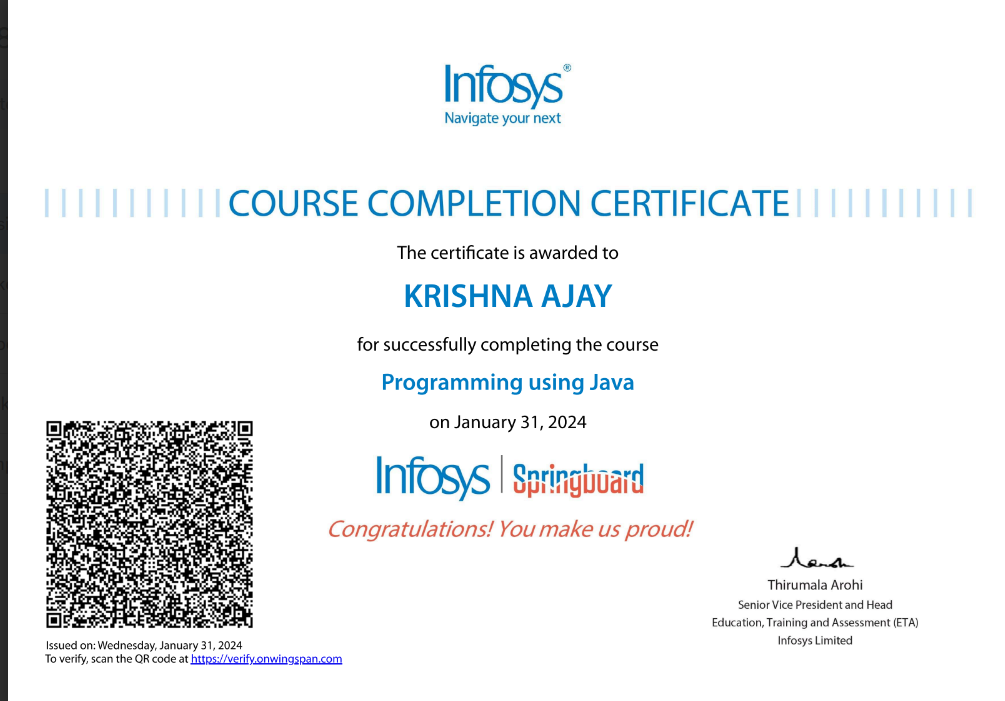 Infosys®
Navigate your next
COURSE COMPLETION CERTIFICATE
The certificate is awarded to
KRISHNA AJAY
for successfully completing the course
Programming using Java
on January 31, 2024
Infosys | Springboard
Congratulations! You make us proud!
Thirumala Arohi
Senior Vice President and Head
Education, Training and Assessment (ETA)
Infosys Limited
Issued on: Wednesday, January 31, 2024
To verify, scan the QR code at https://verify.onwingspan.com